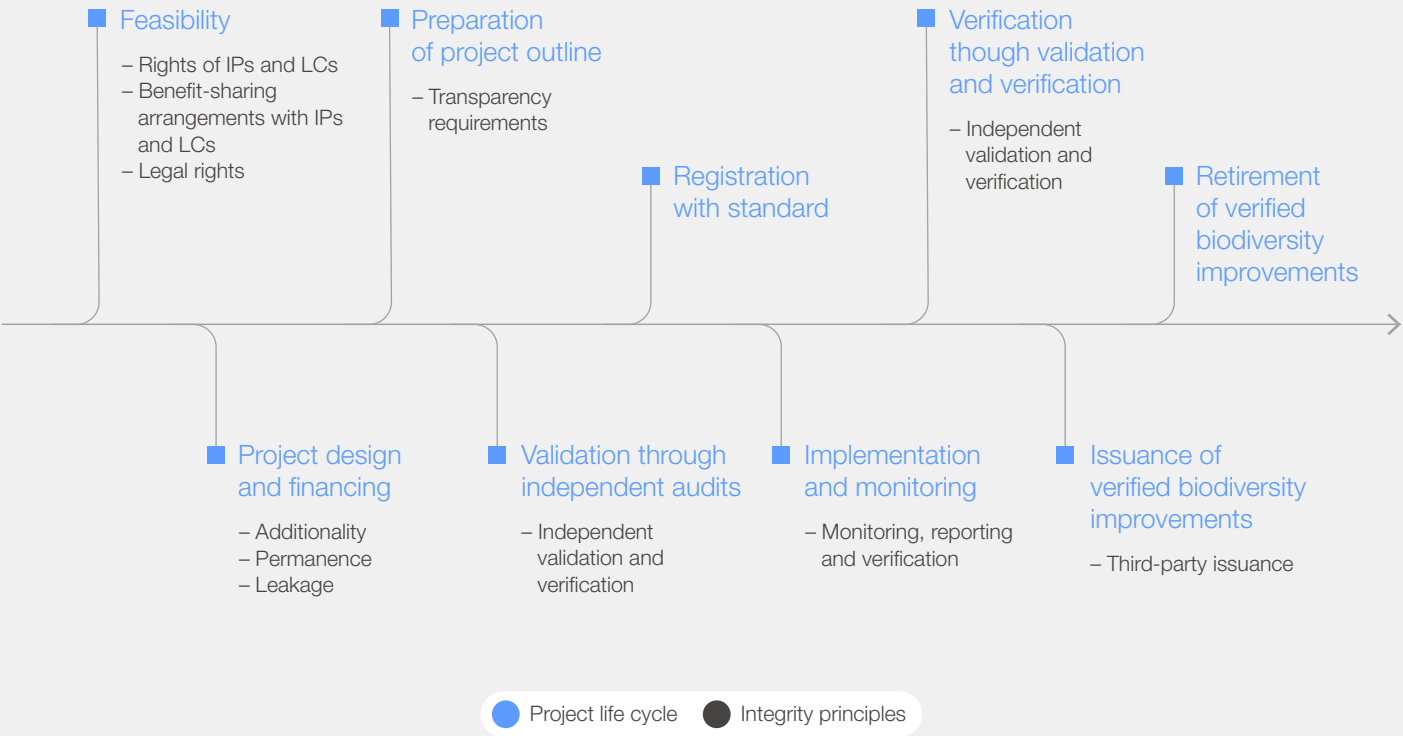 Feasibility
– Rights of IPs and LCs
– Benefit-sharing
arrangements with IPs
and LCs
– Legal rights
Preparation
of project outline
– Transparency
requirements
Registration
with standard
Verification
though validation
and verification
– Independent
validation and
verification
Retirement
of verified
biodiversity
improvements
Project design
and financing
– Additionality
– Permanence
– Leakage
Validation through
independent audits
– Independent
validation and
verification
Implementation
and monitoring
– Monitoring, reporting
and verification
Issuance of
verified biodiversity
improvements
– Third-party issuance
Project life cycle
Integrity principles